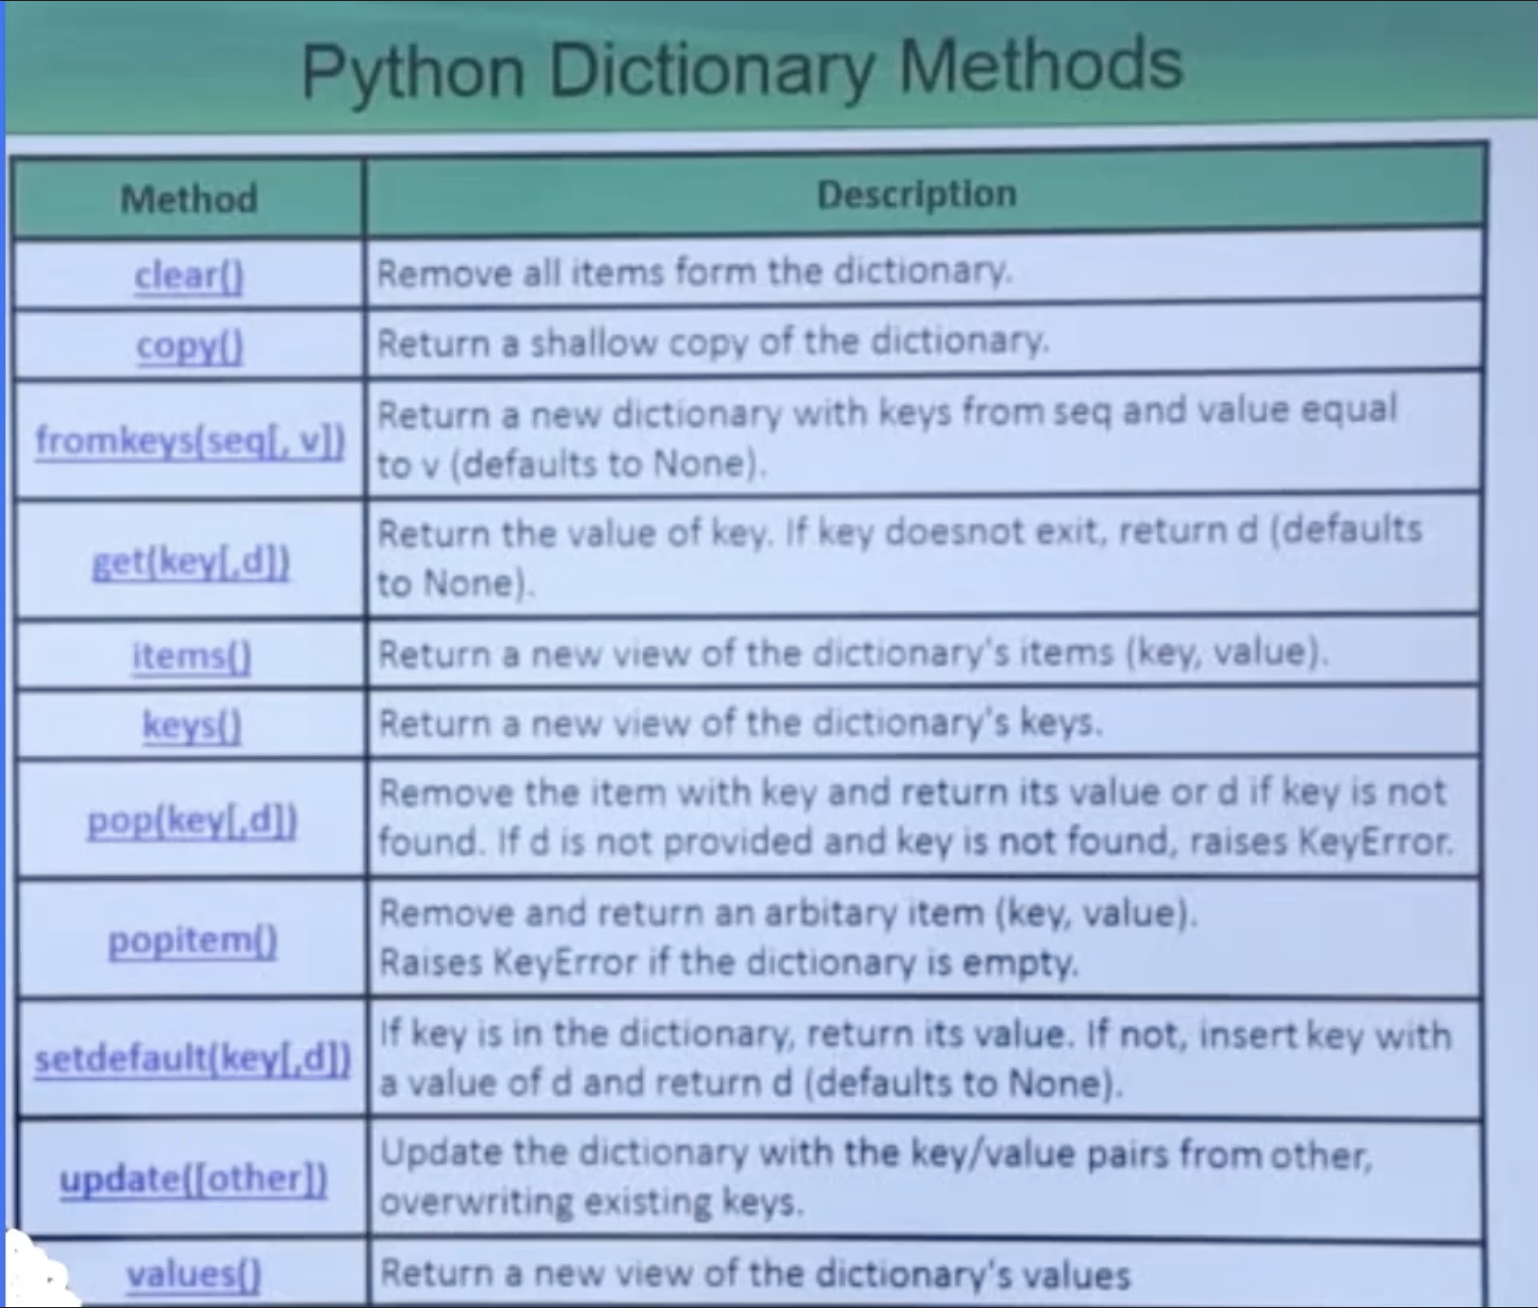 Python Dictionary Methods
Method Description
clear() Remove all items form the dictionary.
copy() Return a shallow copy of the dictionary.
fromkeys(seq[, v]) Return a new dictionary with keys from seq and value equal
to v (defaults to None).
get(key[,d]) Return the value of key. If key doesnot exit, return d (defaults
to None).
items() Return a new view of the dictionary's items (key, value).
keys() Return a new view of the dictionary's keys.
pop(key[,d]) Remove the item with key and return its value or d if key is not
found. If d is not provided and key is not found, raises KeyError.
popitem() Remove and return an arbitary item (key, value).
Raises KeyError if the dictionary is empty.
setdefault(key[,d]) If key is in the dictionary, return its value. If not, insert key with
a value of d and return d (defaults to None).
update([other]) Update the dictionary with the key/value pairs from other,
overwriting existing keys.
values() Return a new view of the dictionary's values